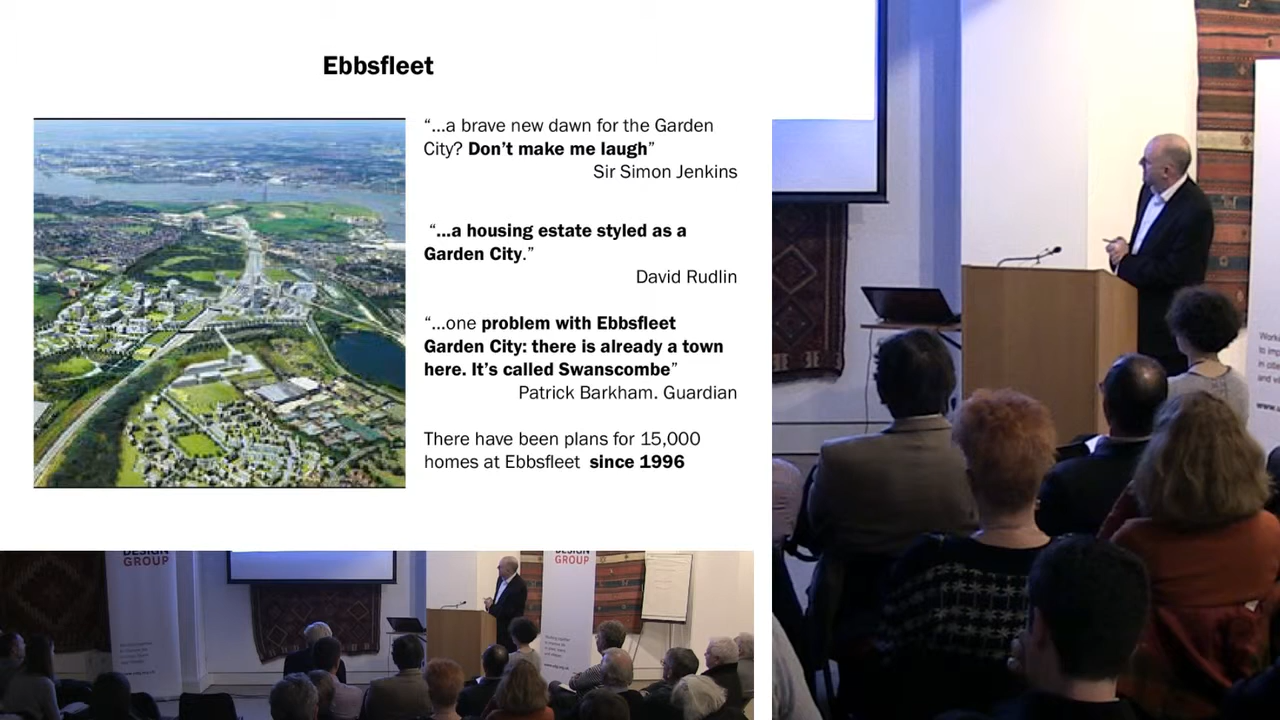 Ebbsfleet
“...a brave new dawn for the Garden
City? Don’t make me laugh”
Sir Simon Jenkins
“...a housing estate styled as a
Garden City.”
David Rudlin
“...one problem with Ebbsfleet
Garden City: there is already a town
here. It’s called Swanscombe”
Patrick Barkham. Guardian
There have been plans for 15,000
homes at Ebbsfleet since 1996
DESIGN
GROUP
DESIGN
GROUP